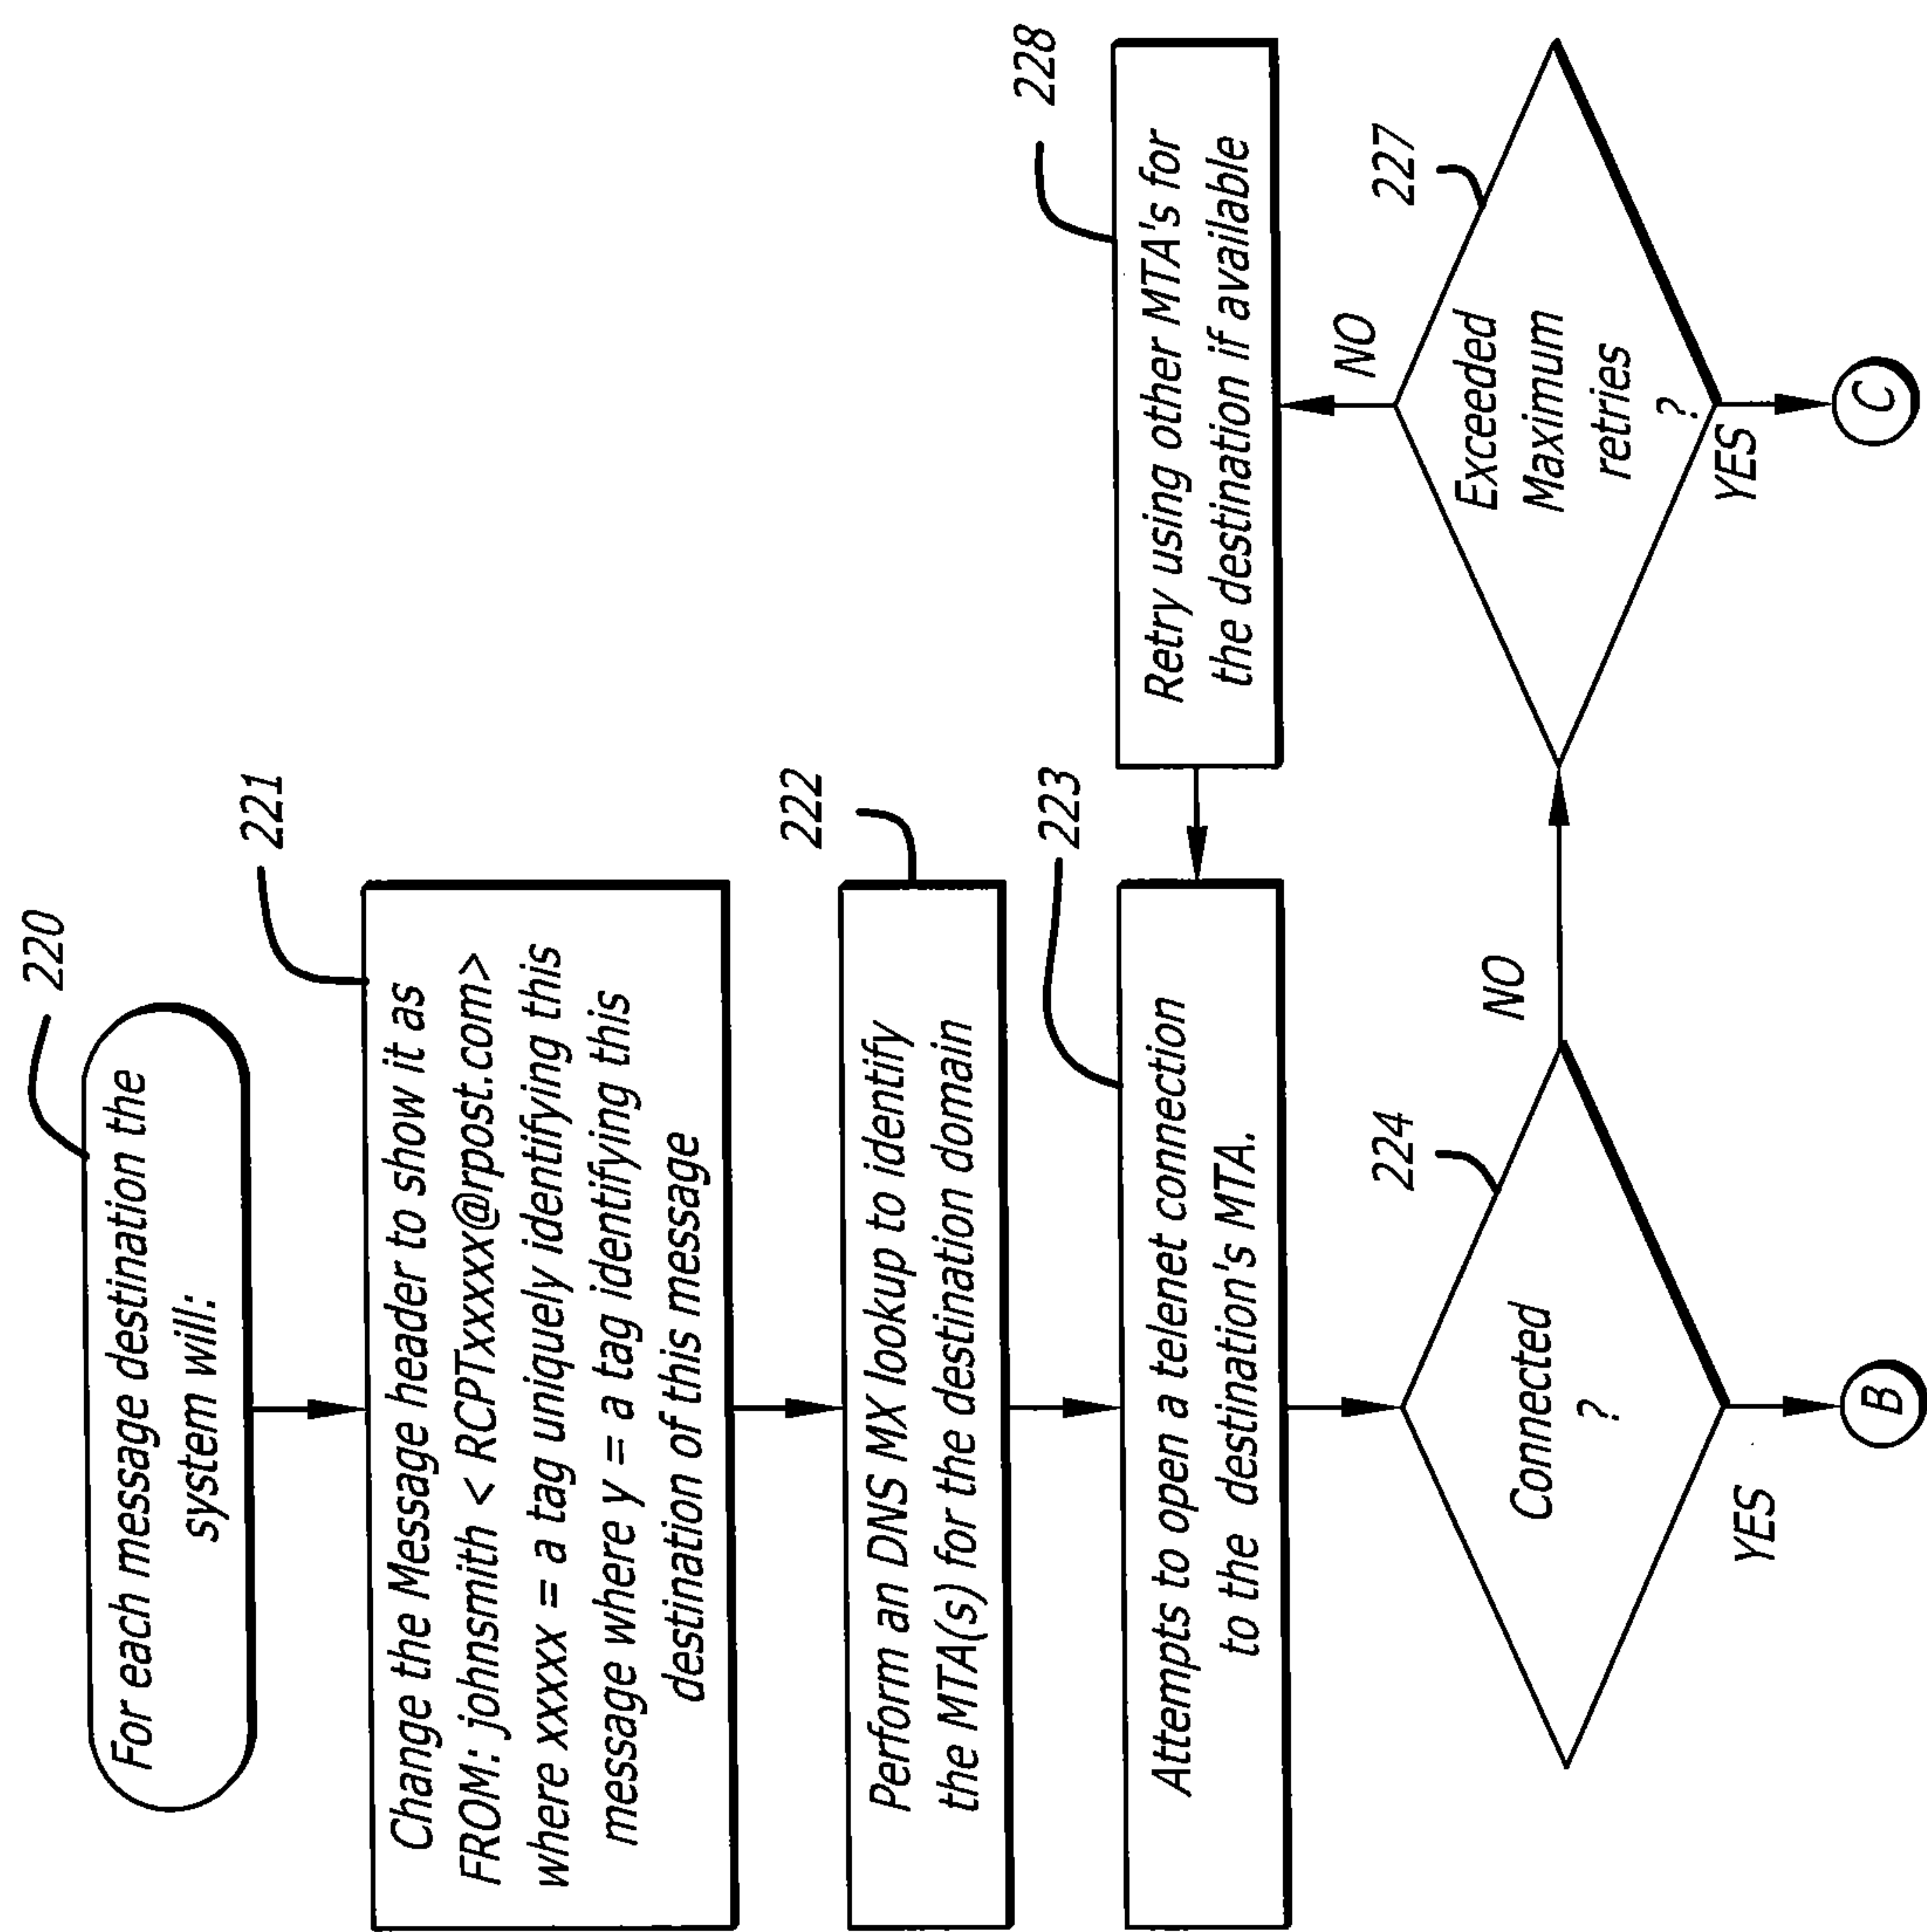 220
For each message destination the
system will:
221
Change the Message header to show it as
FROM: johnsmith < RCPTxxxxx@rpost.com>
where xxxx = a tag uniquely identifying this
message where y = a tag identifying this
destination of this message
222
Perform an DNS MX lookup to identify
the MTA(s) for the destination domain
223
Attempts to open a telenet connection
to the destination's MTA.
228
Retry using other MTA's for
the destination if available
224
Connected
?
NO
YES
B
227
Exceeded
Maximum
retries
?
NO
YES
C